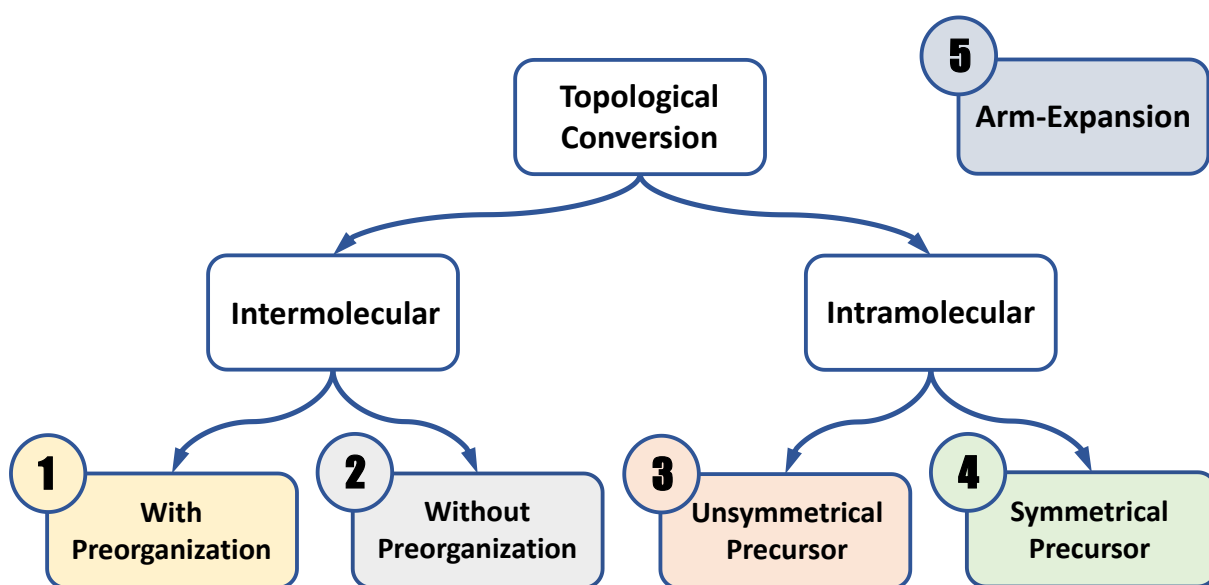 5
Arm-Expansion
Topological
Conversion
Intermolecular
Intramolecular
1
With
Preorganization
2
Without
Preorganization
3
Unsymmetrical
Precursor
4
Symmetrical
Precursor